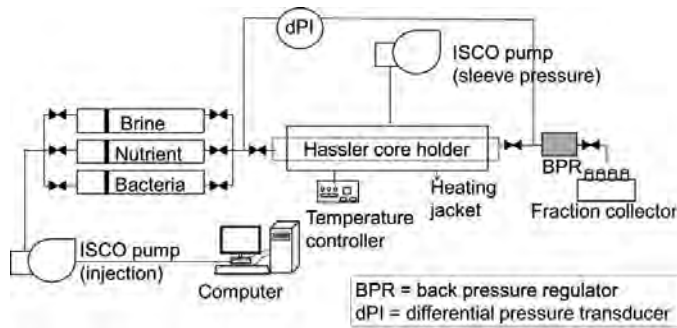 dPI
ISCO pump
(sleeve pressure)
Brine
Nutrient
Bacteria
Hassler core holder
BPR
Fraction collector
Heating
jacket
Temperature
controller
ISCO pump
(injection)
Computer
BPR = back pressure regulator
dPI = differential pressure transducer